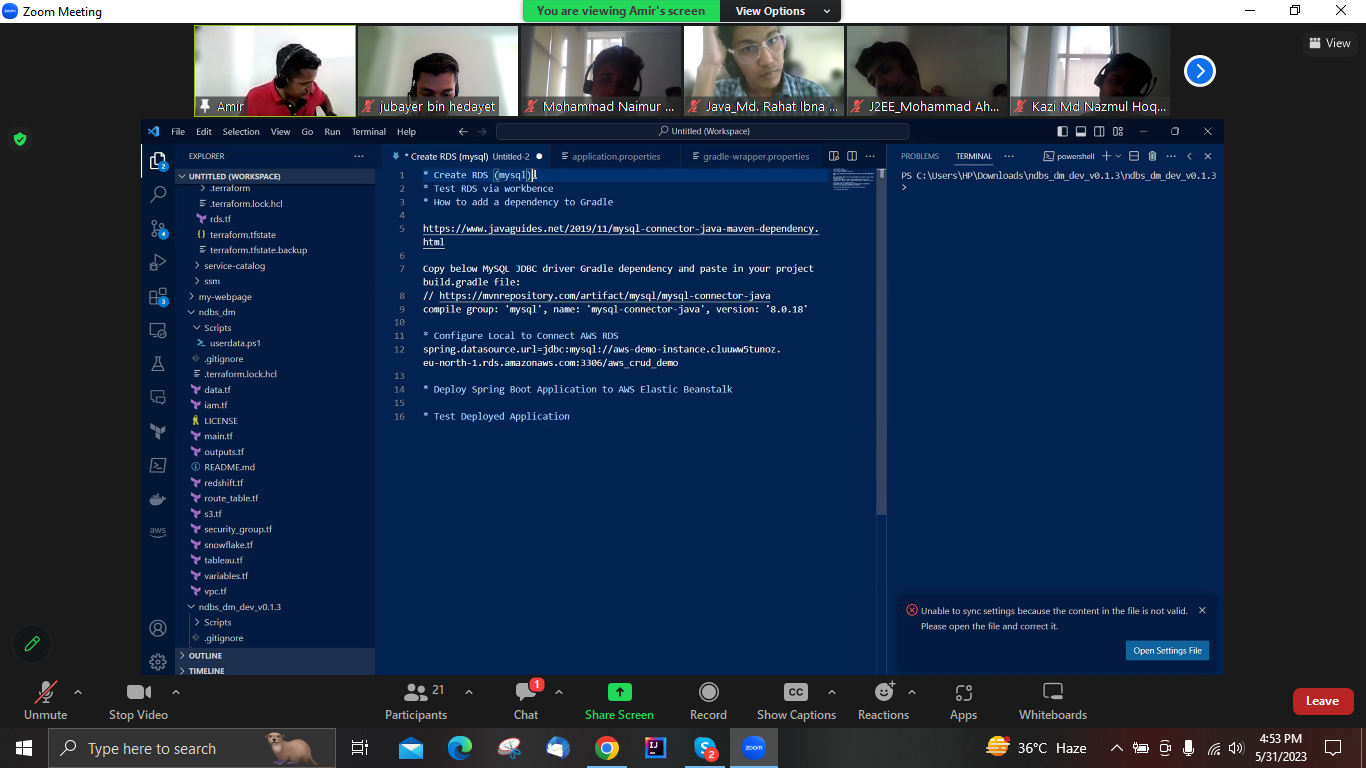 Zoom Meeting
You are viewing Amir's screen
View Options
View
Amir
jubayer bin hedayet
Mohammad Naimur ...
Java_Md. Rahat Ibna ...
J2EE_Mohammad Ah...
Kazi Md Nazmul Hoq...
File Edit Selection View Go Run Terminal Help
Untitled (Workspace)
EXPLORER
UNTITLED (WORKSPACE)
.terraform
.terraform.lock.hcl
rds.tf
terraform.tfstate
terraform.tfstate.backup
service-catalog
ssm
my-webpage
ndbs_dm
Scripts
userdata.ps1
.gitignore
.terraform.lock.hcl
data.tf
iam.tf
LICENSE
main.tf
outputs.tf
README.md
redshift.tf
route_table.tf
s3.tf
security_group.tf
snowflake.tf
tableau.tf
variables.tf
vpc.tf
ndbs_dm_dev_v0.1.3
Scripts
.gitignore
OUTLINE
TIMELINE
2
4
3
aws
* Create RDS (mysql) Untitled-2
application.properties
gradle-wrapper.properties
1 * Create RDS (mysql)
2 * Test RDS via workbence
3 * How to add a dependency to Gradle
4
5 https://www.javaguides.net/2019/11/mysql-connector-java-maven-dependency.
html
6
7 Copy below MySQL JDBC driver Gradle dependency and paste in your project
build.gradle file:
8 // https://mvnrepository.com/artifact/mysql/mysql-connector-java
9 compile group: 'mysql', name: 'mysql-connector-java', version: '8.0.18'
10
11 * Configure Local to Connect AWS RDS
12 spring.datasource.url=jdbc:mysql://aws-demo-instance.cluuww5tunoz.
eu-north-1.rds.amazonaws.com:3306/aws_crud_demo
13
14 * Deploy Spring Boot Application to AWS Elastic Beanstalk
15
16 * Test Deployed Application
PROBLEMS TERMINAL
powershell
PS C:\Users\HP\Downloads\ndbs_dm_dev_v0.1.3\ndbs_dm_dev_v0.1.3
>
Unable to sync settings because the content in the file is not valid.
Please open the file and correct it.
Open Settings File
Unmute
Stop Video
21
Participants
1
Chat
Share Screen
Record
CC
Show Captions
Reactions
Apps
Whiteboards
Leave
Type here to search
2
zoom
36°C Haze
4:53 PM
5/31/2023